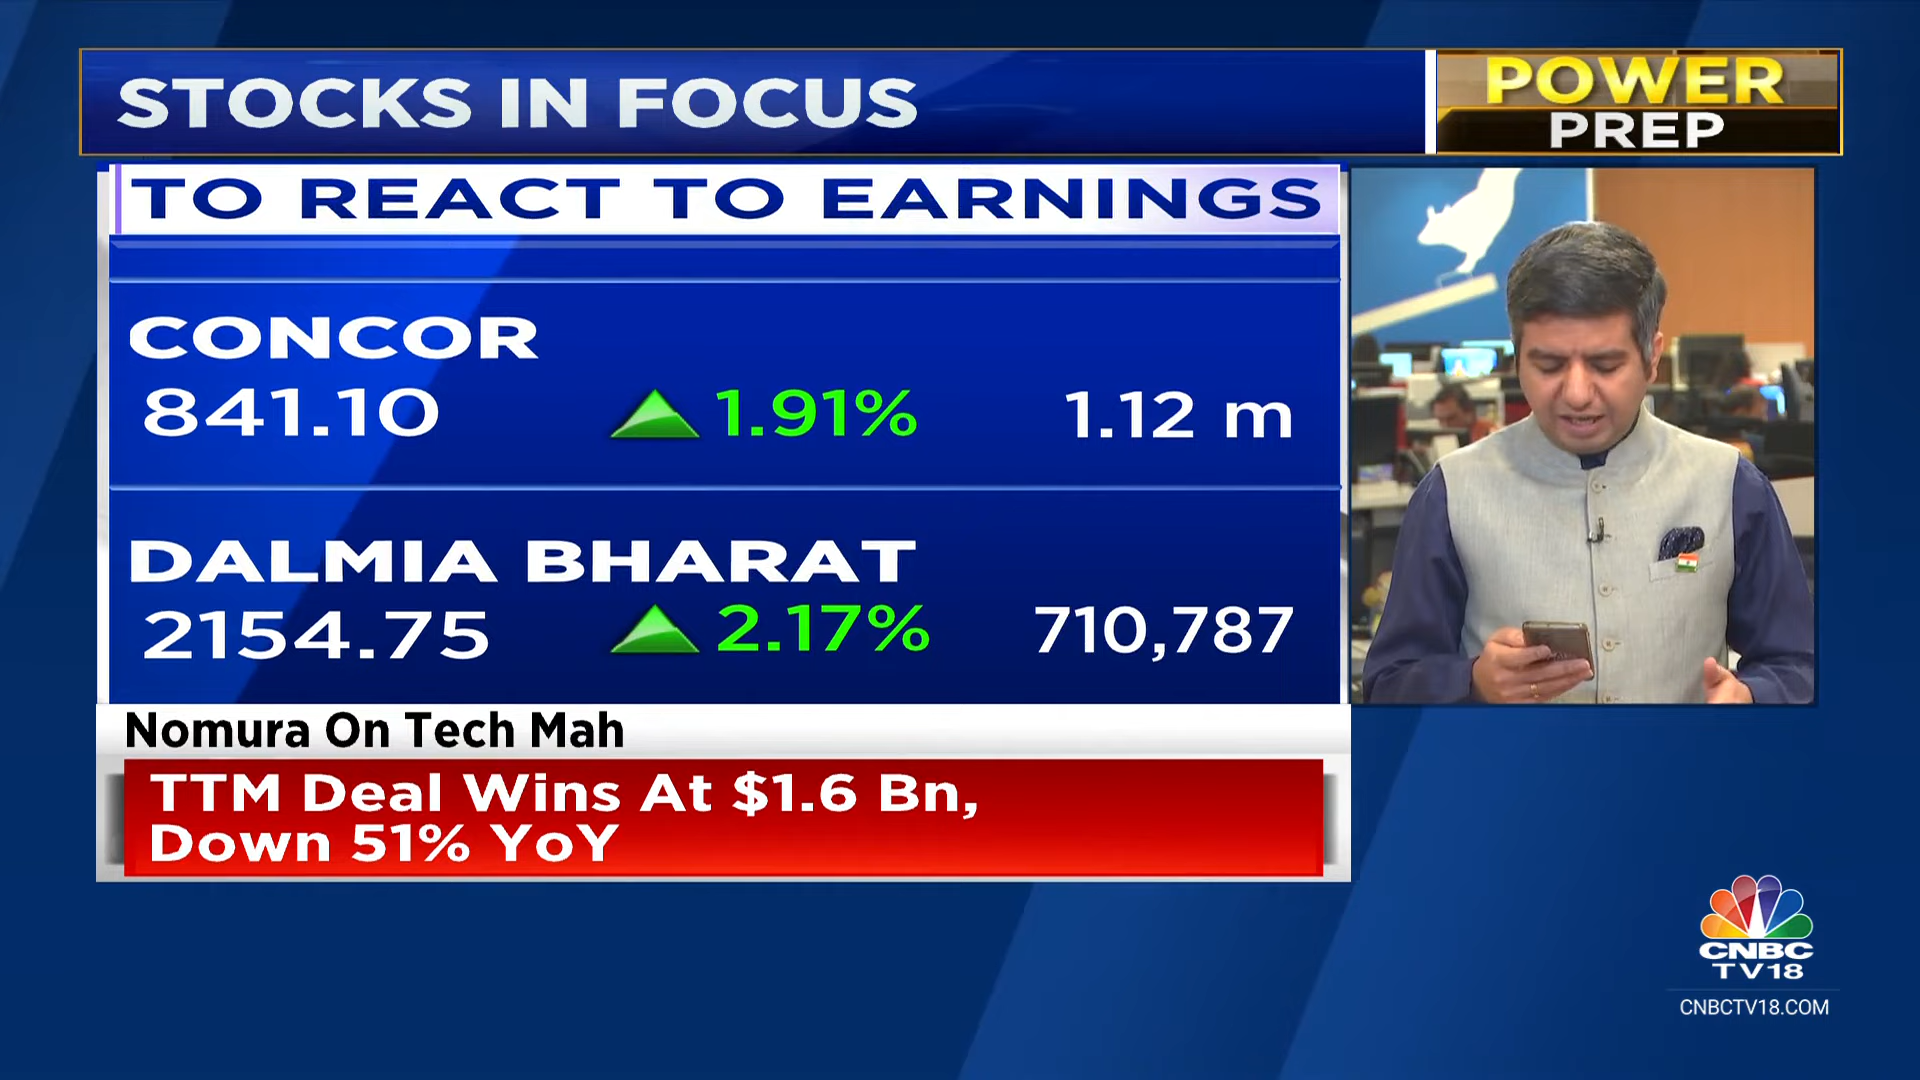 STOCKS IN FOCUS
POWER
PREP
TO REACT TO EARNINGS
CONCOR
841.10 1.91% 1.12 m
DALMIA BHARAT
2154.75 2.17% 710,787
Nomura On Tech Mah
TTM Deal Wins At $1.6 Bn,
Down 51% YoY
CNBC
TV18
CNBCTV18.COM